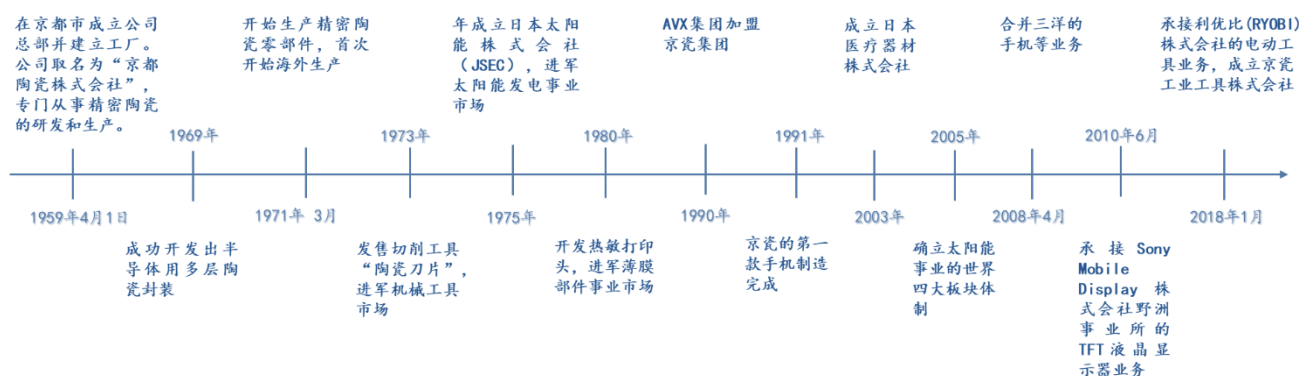 在京都市成立公司
总部并建立工厂。
公司取名为“京都
陶瓷株式会社”，
专门从事精密陶瓷
的研发和生产。
开始生产精密陶
瓷零部件，首次
开始海外生产
年成立日本太阳
能株式会社
（JSEC），进军
太阳能发电事业
市场
AVX集团加盟
京瓷集团
成立日本
医疗器材
株式会社
合并三洋的
手机等业务
承接利优比(RYOBI)
株式会社的电动工
具业务，成立京瓷
工业工具株式会社
1969年
1973年
1980年
1991年
2005年
2010年6月
1959年4月1日
1971年 3月
1975年
1990年
2003年
2008年4月
2018年1月
成功开发出半
导体用多层陶
瓷封装
发售切削工具
“陶瓷刀片”，
进军机械工具
市场
开发热敏打印
头，进军薄膜
部件事业市场
京瓷的第一
款手机制造
完成
确立太阳能
事业的世界
四大板块体
制
承接 Sony
Mobile
Display 株
式会社野洲
事业所的
TFT液晶显
示器业务